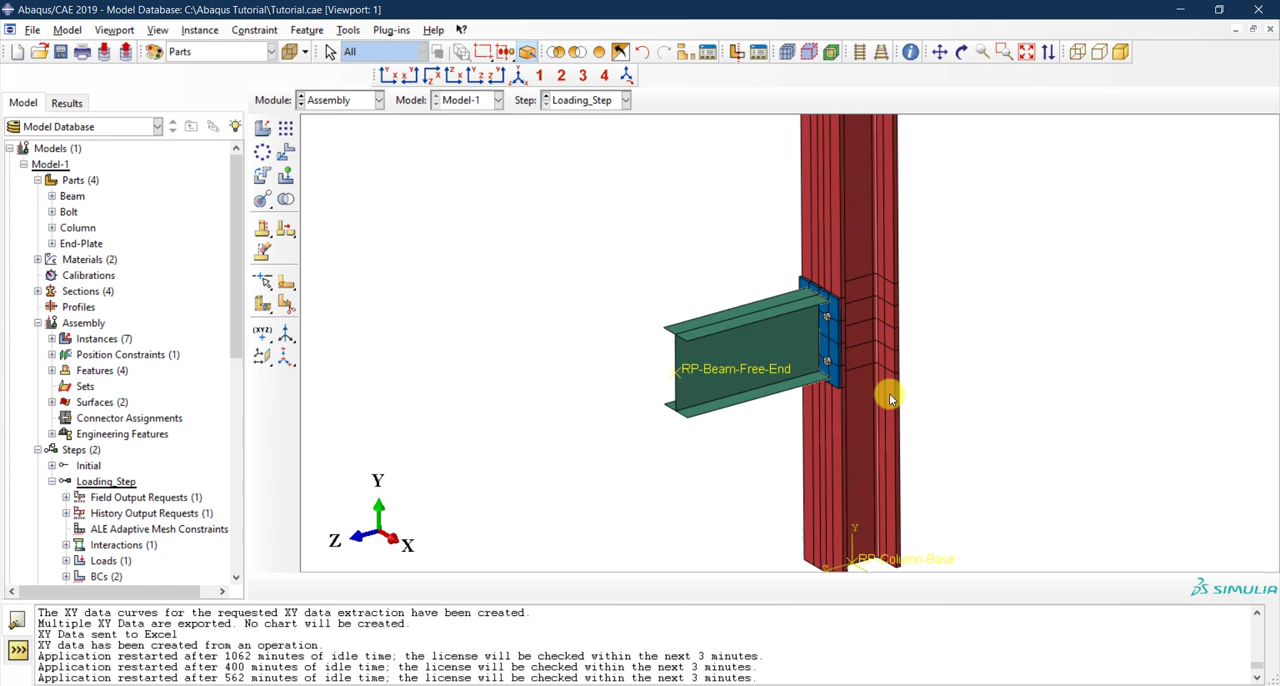 Abaqus/CAE 2019 - Model Database: C:\Abaqus Tutorial\Tutorial.cae [Viewport: 1]
File Model Viewport View Instance Constraint Feature Tools Plug-ins Help
Parts All
1 2 3 4
Model Results Module: Assembly Model: Model-1 Step: Loading_Step
Model Database
Models (1)
Model-1
Parts (4)
Beam
Bolt
Column
End-Plate
Materials (2)
Calibrations
Sections (4)
Profiles
Assembly
Instances (7)
Position Constraints (1)
Features (4)
Sets
Surfaces (2)
Connector Assignments
Engineering Features
Steps (2)
Initial
Loading_Step
Field Output Requests (1)
History Output Requests (1)
ALE Adaptive Mesh Constraints
Interactions (1)
Loads (1)
BCs (2)
(XYZ)
RP-Beam-Free-End
Y
Z
X
Y
RP-Column-Base
SIMULIA
The XY data curves for the requested XY data extraction have been created.
Multiple XY Data are exported. No chart will be created.
XY Data sent to Excel
XY data has been created from an operation.
Application restarted after 1062 minutes of idle time; the license will be checked within the next 3 minutes.
Application restarted after 400 minutes of idle time; the license will be checked within the next 3 minutes.
Application restarted after 562 minutes of idle time; the license will be checked within the next 3 minutes.